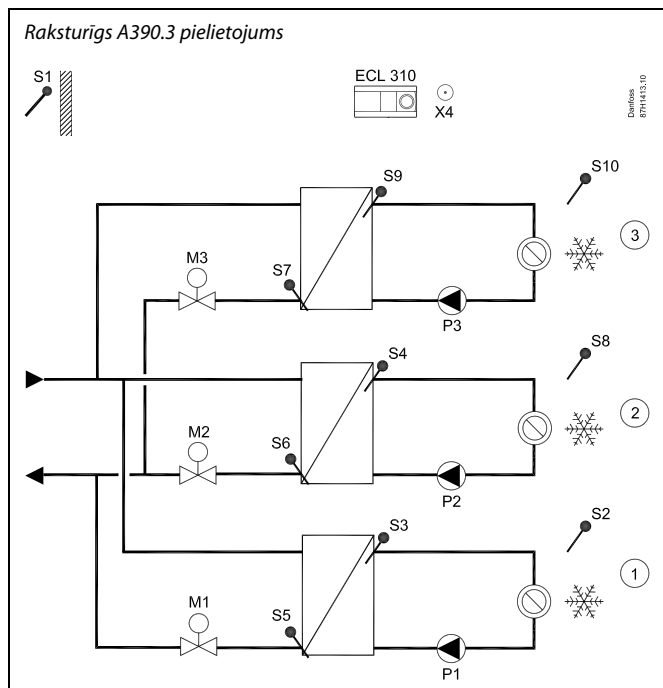 Raksturīgs A390.3 pielietojums
S1
ECL 310
X4
Danfoss
87H1413.10
S9
S10
3
M3
S7
P3
S4
S8
2
M2
S6
P2
S3
S2
1
M1
S5
P1